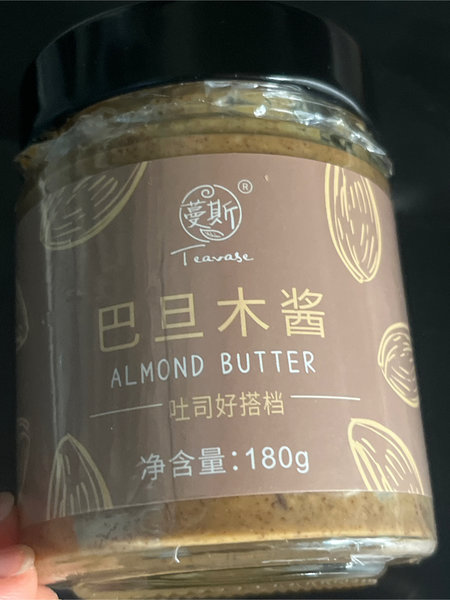 蔓斯®
Teavase
巴旦木酱
ALMOND BUTTER
吐司好搭档
净含量:180g